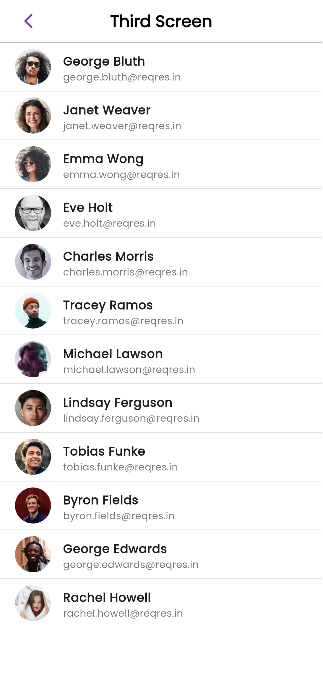 Third Screen
George Bluth
george.bluth@reqres.in
Janet Weaver
janet.weaver@reqres.in
Emma Wong
emma.wong@reqres.in
Eve Holt
eve.holt@reqres.in
Charles Morris
charles.morris@reqres.in
Tracey Ramos
tracey.ramos@reqres.in
Michael Lawson
michael.lawson@reqres.in
Lindsay Ferguson
lindsay.ferguson@reqres.in
Tobias Funke
tobias.funke@reqres.in
Byron Fields
byron.fields@reqres.in
George Edwards
george.edwards@reqres.in
Rachel Howell
rachel.howell@reqres.in